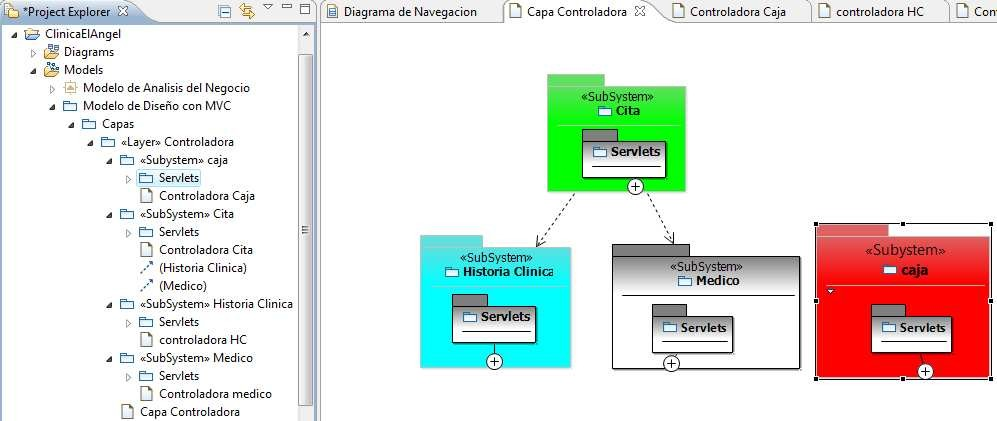 *Project Explorer
ClinicaElAngel
Diagrams
Models
Modelo de Analisis del Negocio
Modelo de Diseño con MVC
Capas
«Layer» Controladora
«Subystem» caja
Servlets
Controladora Caja
«SubSystem» Cita
Servlets
Controladora Cita
(Historia Clinica)
(Medico)
«SubSystem» Historia Clinica
Servlets
controladora HC
«SubSystem» Medico
Servlets
Controladora medico
Capa Controladora
Diagrama de Navegacion
Capa Controladora
Controladora Caja
controladora HC
Cont
«SubSystem»
Cita
Servlets
«SubSystem»
Historia Clinica
Servlets
«SubSystem»
Medico
Servlets
«Subystem»
caja
Servlets